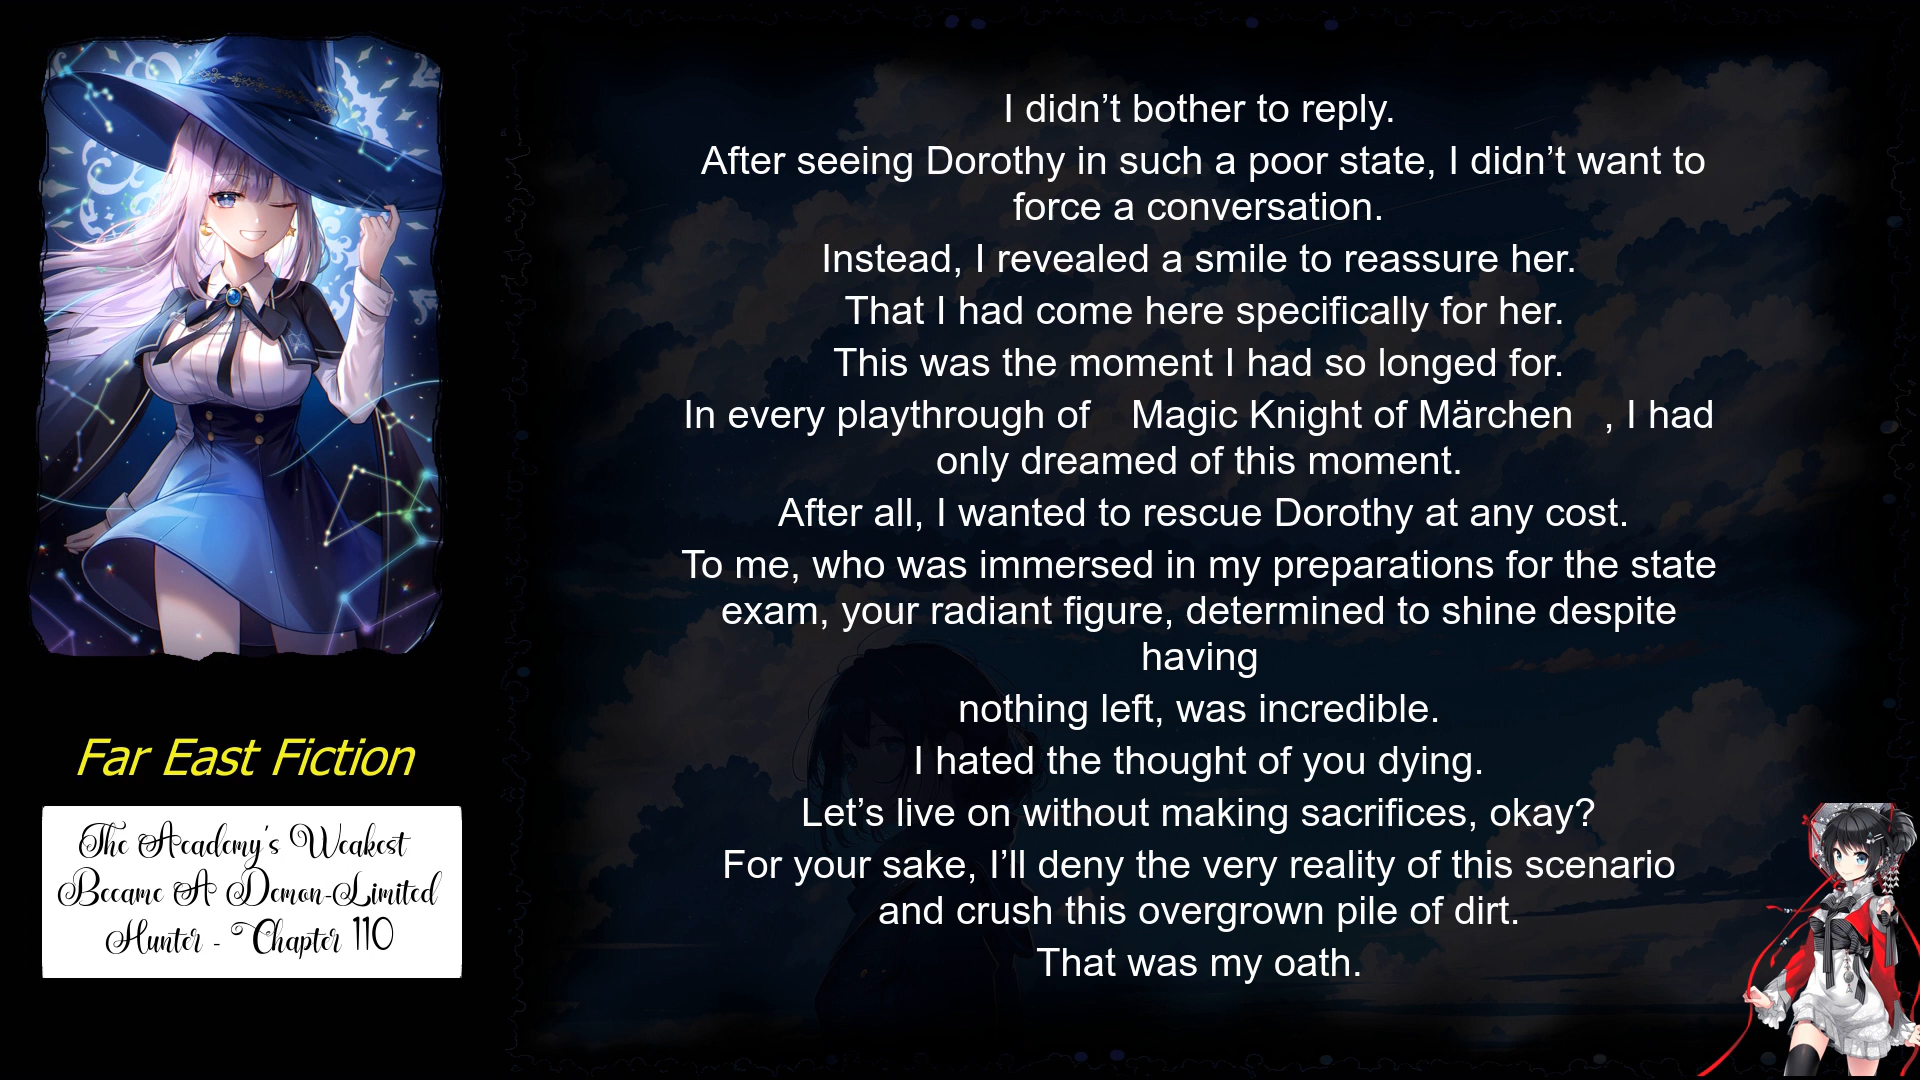 I didn’t bother to reply.
After seeing Dorothy in such a poor state, I didn’t want to
force a conversation.
Instead, I revealed a smile to reassure her.
That I had come here specifically for her.
This was the moment I had so longed for.
In every playthrough of Magic Knight of Märchen , I had
only dreamed of this moment.
After all, I wanted to rescue Dorothy at any cost.
To me, who was immersed in my preparations for the state
exam, your radiant figure, determined to shine despite
having
nothing left, was incredible.
I hated the thought of you dying.
Let’s live on without making sacrifices, okay?
For your sake, I’ll deny the very reality of this scenario
and crush this overgrown pile of dirt.
That was my oath.
Far East Fiction
The Academy's Weakest
Became A Demon-Limited
Hunter - Chapter 110